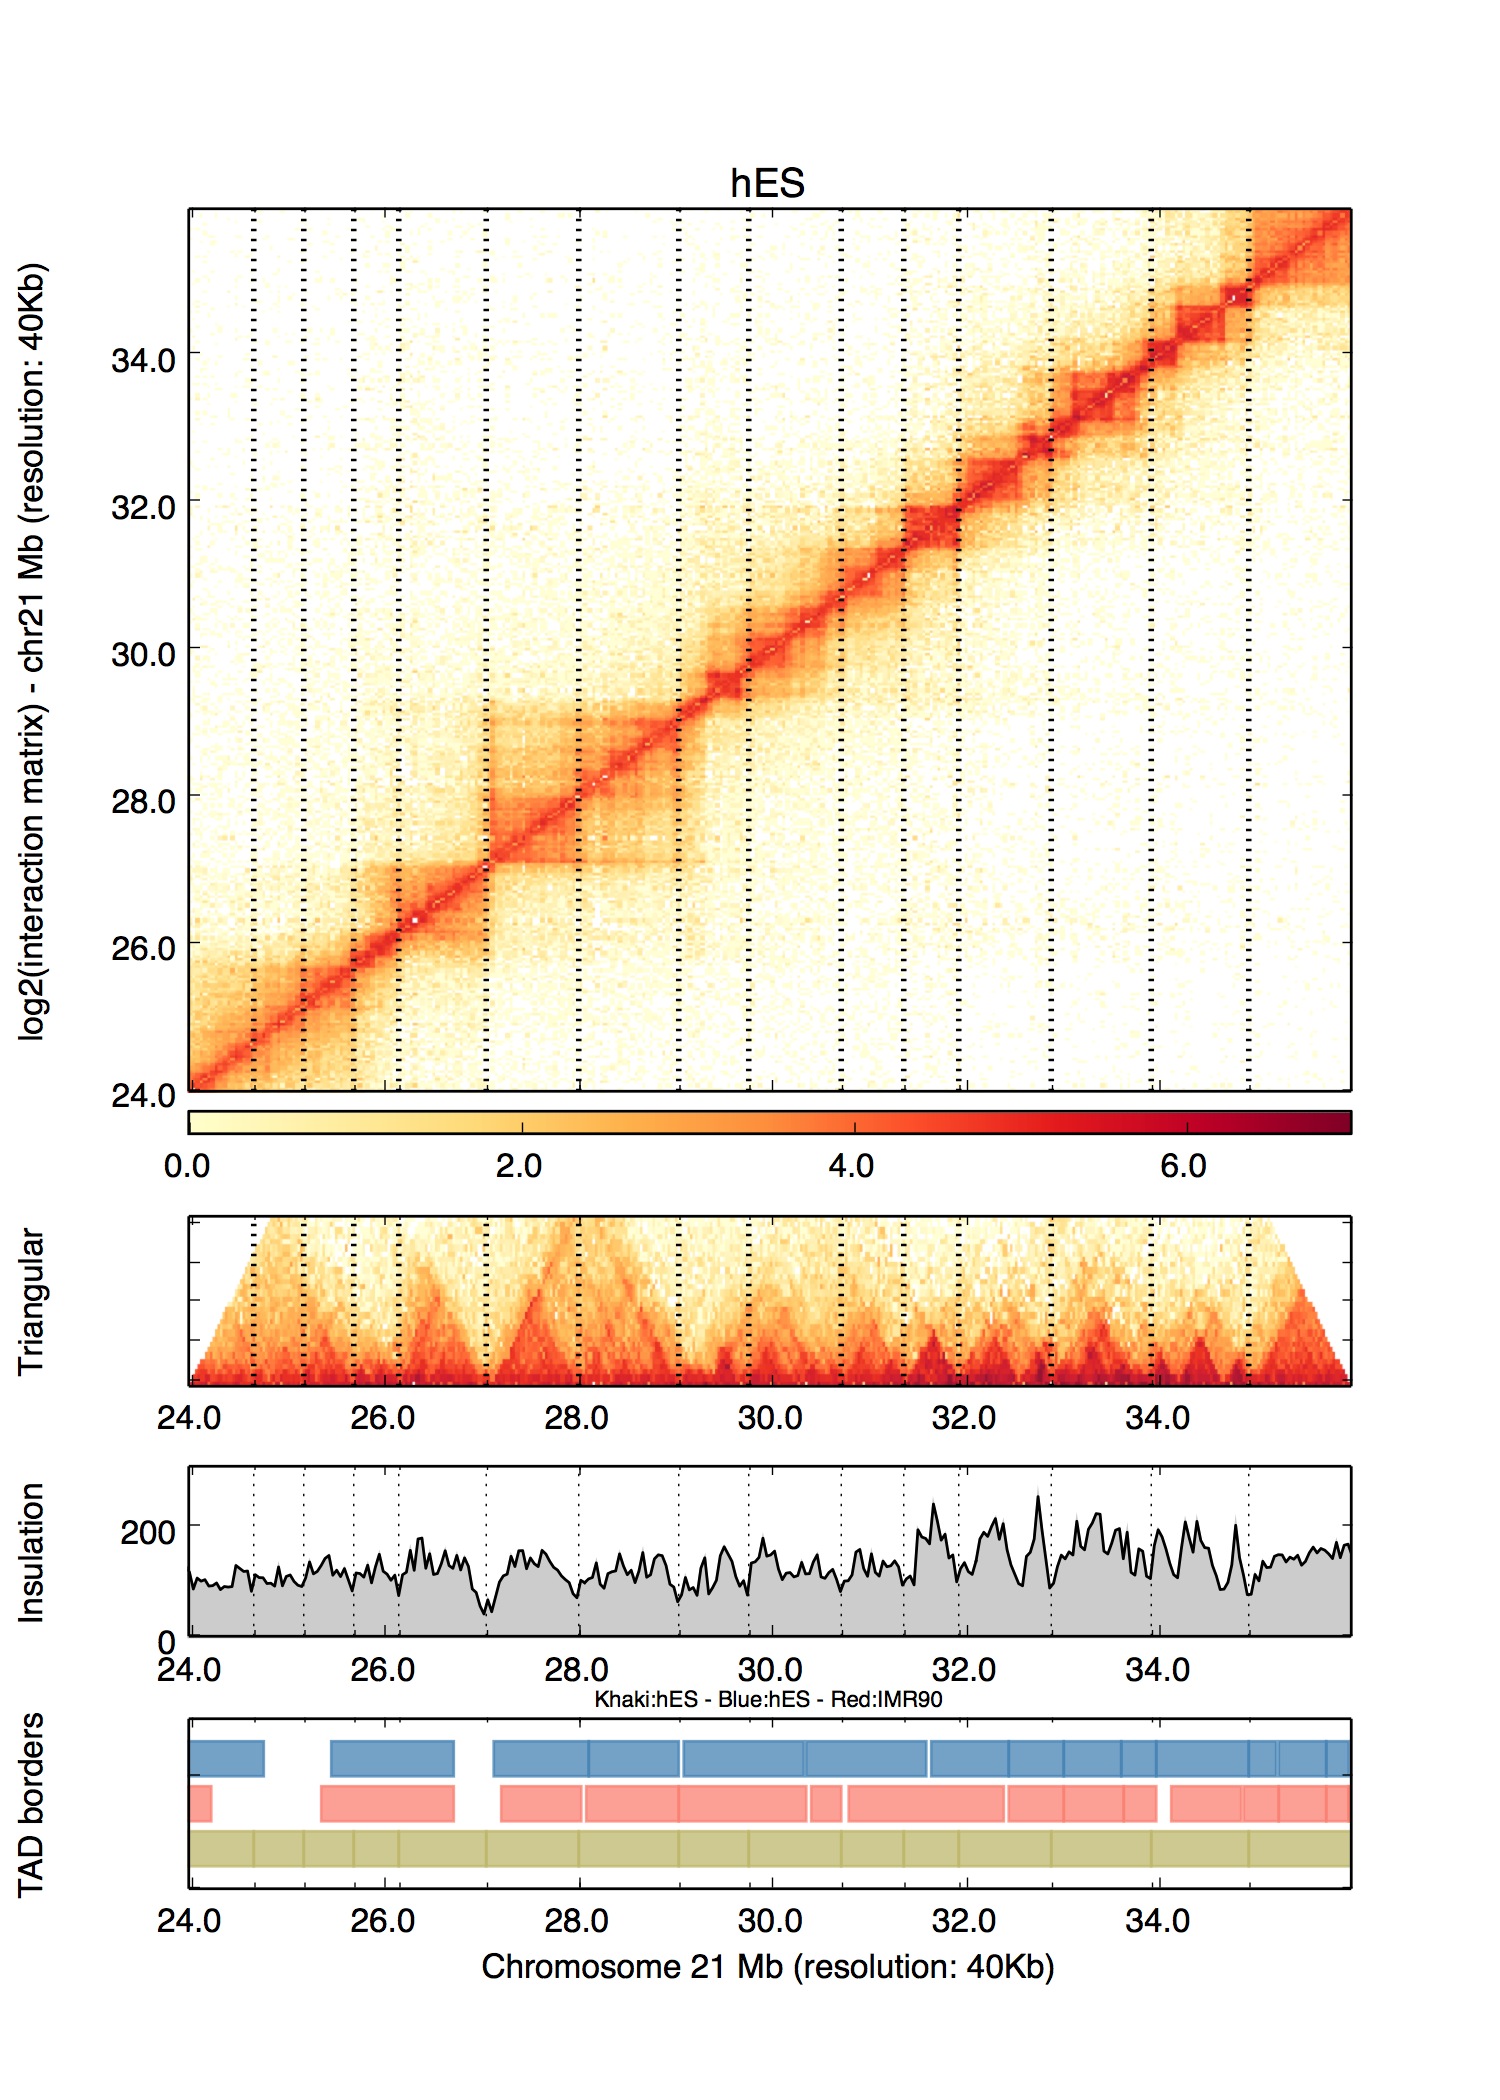 hES
log2(interaction matrix) - chr21 Mb (resolution: 40Kb)
34.0
32.0
30.0
28.0
26.0
24.0
0.0 2.0 4.0 6.0
Triangular
24.0 26.0 28.0 30.0 32.0 34.0
Insulation
200
0
24.0 26.0 28.0 30.0 32.0 34.0
Khaki:hES - Blue:hES - Red:IMR90
TAD borders
24.0 26.0 28.0 30.0 32.0 34.0
Chromosome 21 Mb (resolution: 40Kb)